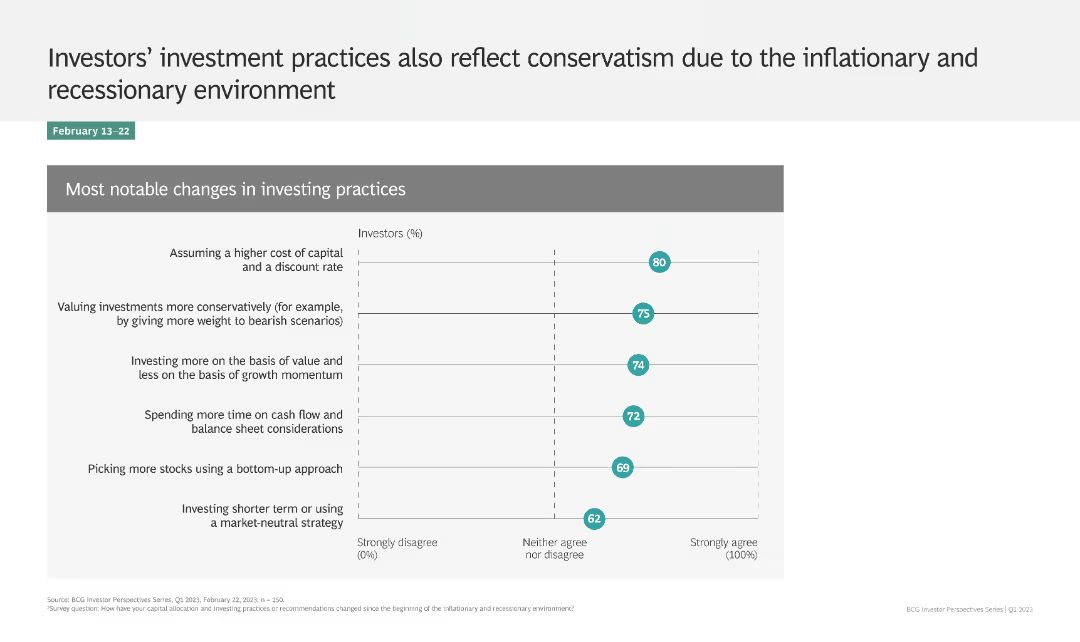 Investors’ investment practices also reflect conservatism due to the inflationary and
recessionary environment
February 13–22
Most notable changes in investing practices
Investors (%)
Assuming a higher cost of capital
and a discount rate
80
Valuing investments more conservatively (for example,
by giving more weight to bearish scenarios)
75
Investing more on the basis of value and
less on the basis of growth momentum
74
Spending more time on cash flow and
balance sheet considerations
72
Picking more stocks using a bottom-up approach
69
Investing shorter term or using
a market-neutral strategy
62
Strongly disagree
(0%)
Neither agree
nor disagree
Strongly agree
(100%)
Source: BCG Investor Perspectives Series, Q1 2023, February 22, 2023; n = 150.
¹Survey question: How have your capital allocation and investing practices or recommendations changed since the beginning of the inflationary and recessionary environment?
BCG Investor Perspectives Series | Q1 2023